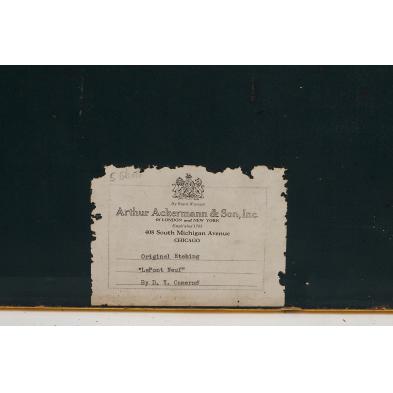 By Royal Warrant
Arthur Ackermann & Son, Inc.
of LONDON and NEW YORK
Established 1783
408 South Michigan Avenue
CHICAGO
Original Etching
"LePont Neuf"
By D. Y. Cameron